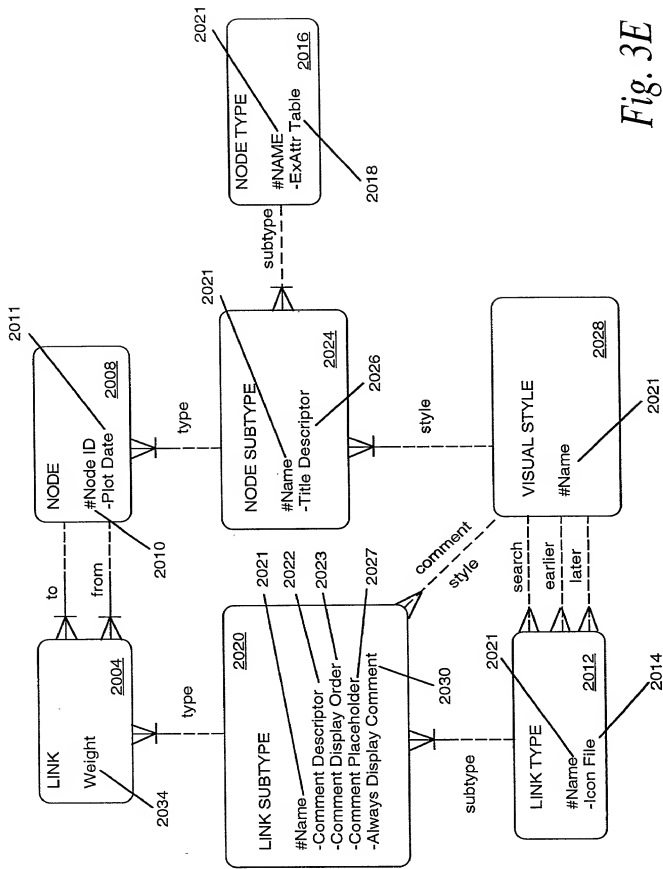 LINK
Weight
2004
2034
to
from
NODE
#Node ID
-Plot Date
2008
2010
2011
type
type
LINK SUBTYPE
2020
#Name
-Comment Descriptor
-Comment Display Order
-Comment Placeholder
-Always Display Comment
2021
2022
2023
2027
2030
NODE SUBTYPE
#Name
-Title Descriptor
2024
2021
2026
subtype
NODE TYPE
#NAME
-ExAttr Table
2016
2021
2018
subtype
comment
style
style
LINK TYPE
#Name
-Icon File
2012
2021
2014
search
earlier
later
VISUAL STYLE
#Name
2028
2021
Fig. 3E